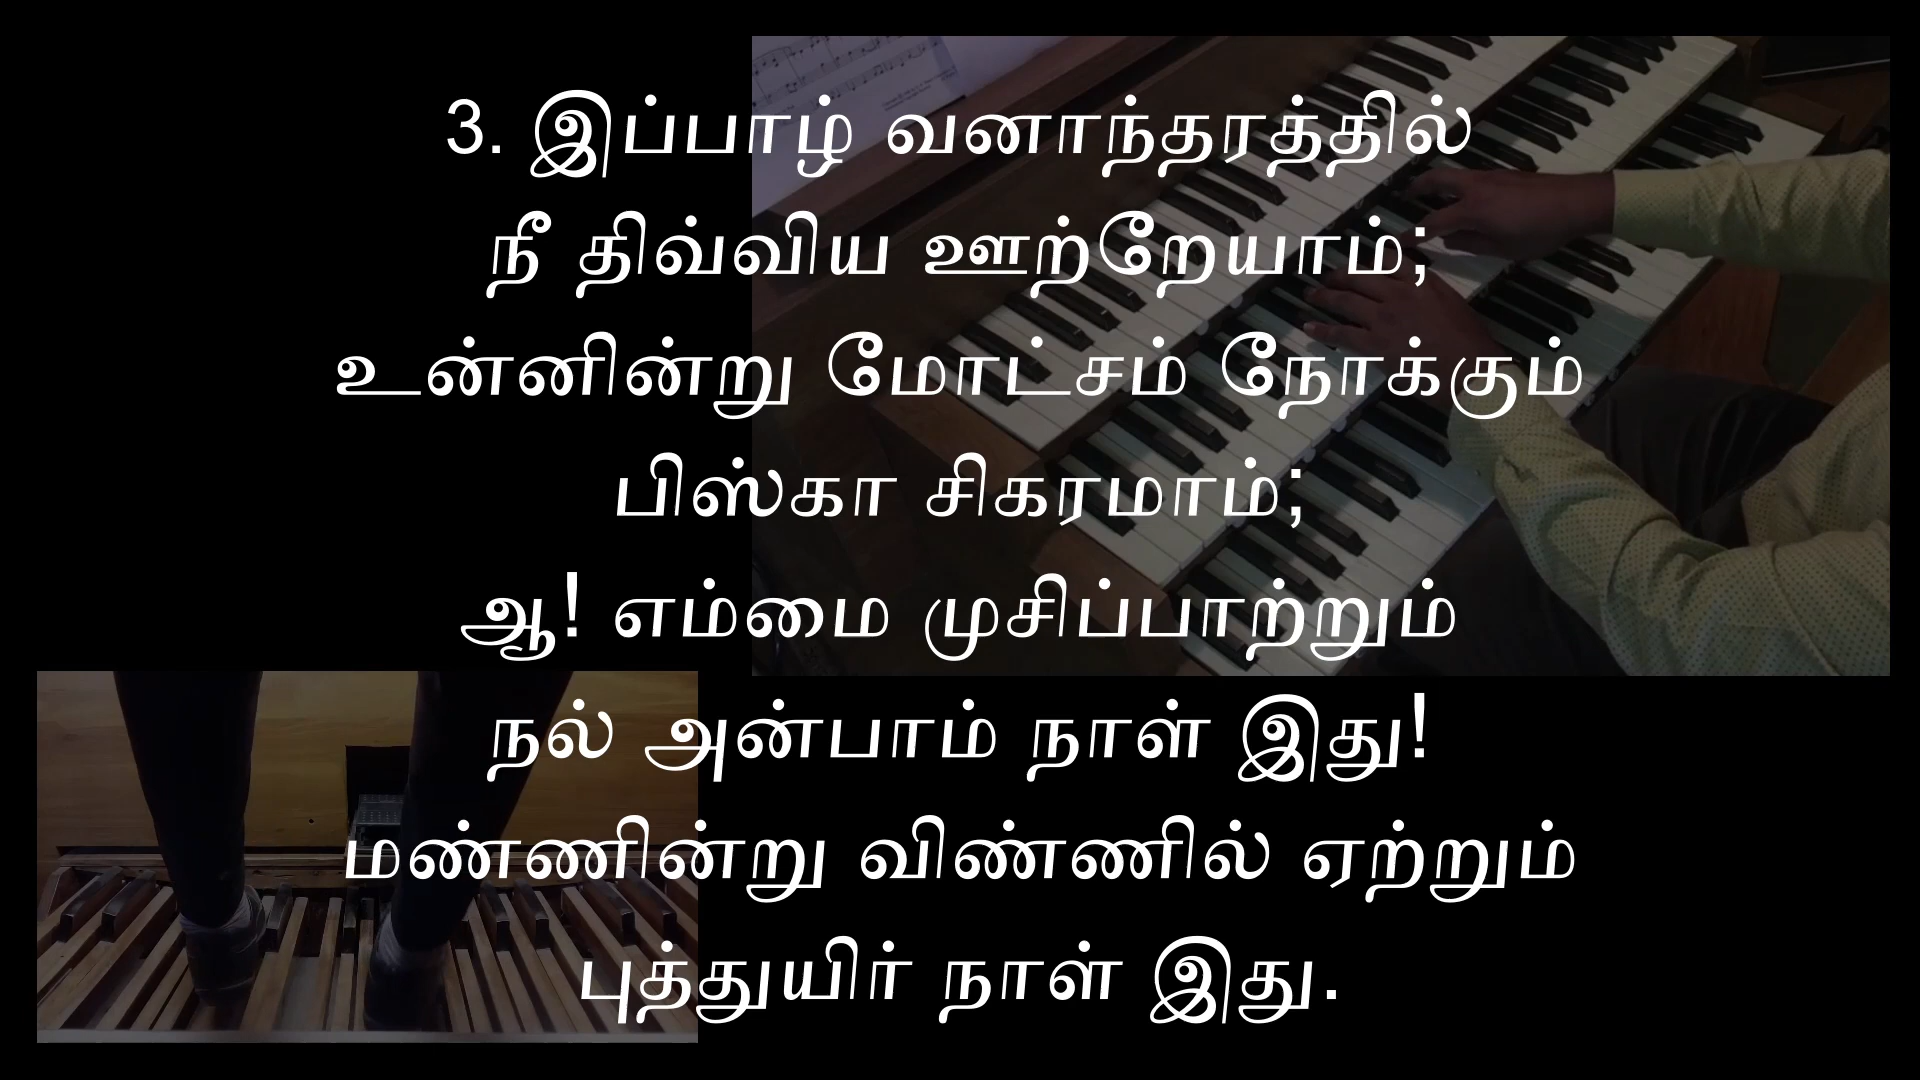 3. இப்பாழ் வனாந்தரத்தில்
நீ திவ்விய ஊற்றேயாம்;
உன்னின்று மோட்சம் நோக்கும்
பிஸ்கா சிகரமாம்;
ஆ! எம்மை முசிப்பாற்றும்
நல் அன்பாம் நாள் இது!
மண்ணின்று விண்ணில் ஏற்றும்
புத்துயிர் நாள் இது.